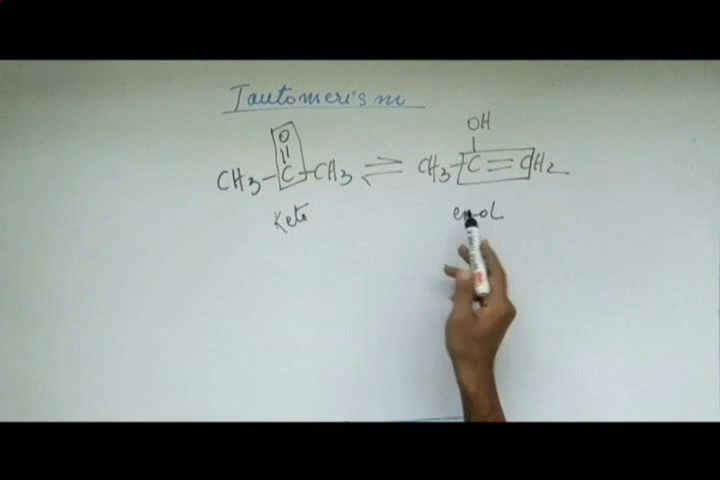 Tautomerism
O
||
CH3-C-CH3 ⇌ CH3-C=CH2
OH
Keto enol